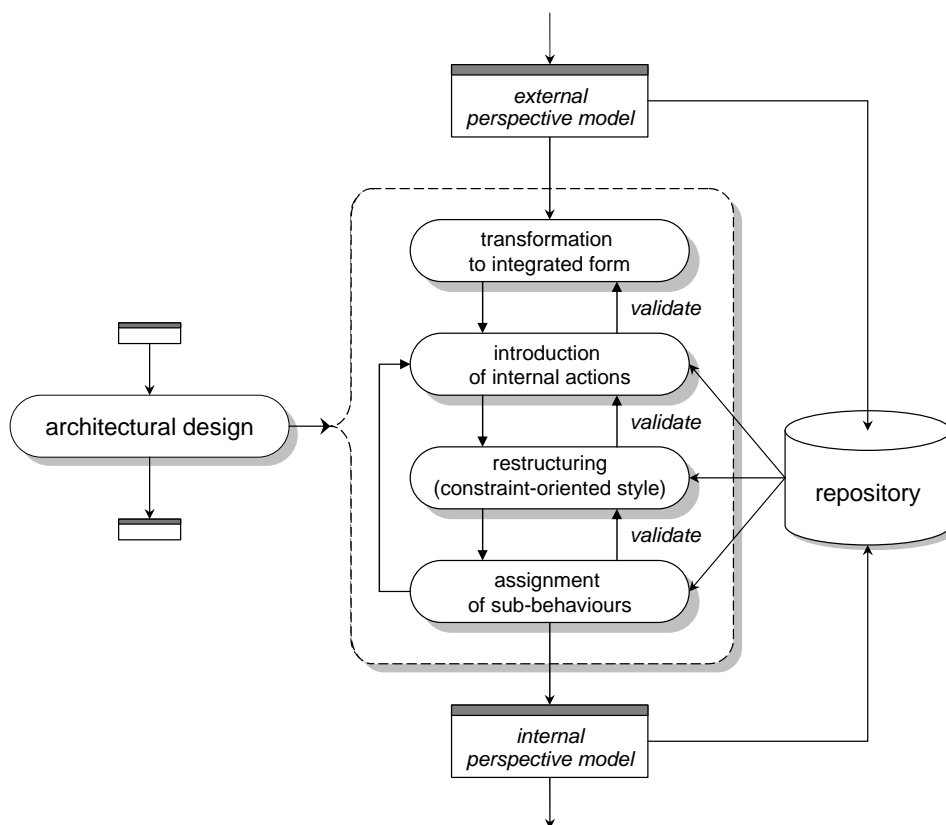 external
perspective model
transformation
to integrated form
validate
introduction
of internal actions
architectural design
validate
restructuring
(constraint-oriented style)
repository
validate
assignment
of sub-behaviours
internal
perspective model